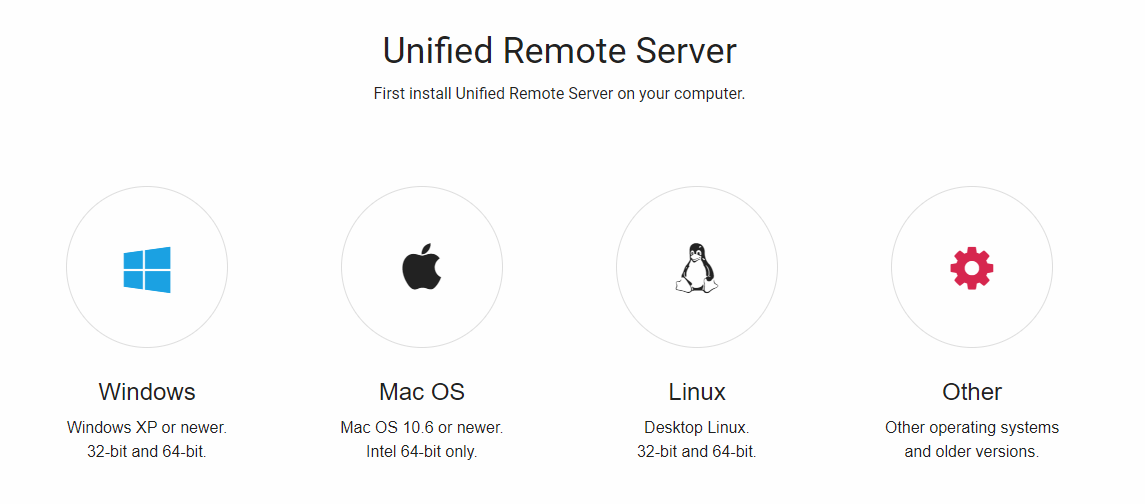 Unified Remote Server
First install Unified Remote Server on your computer.
Windows
Windows XP or newer.
32-bit and 64-bit.
Mac OS
Mac OS 10.6 or newer.
Intel 64-bit only.
Linux
Desktop Linux.
32-bit and 64-bit.
Other
Other operating systems
and older versions.